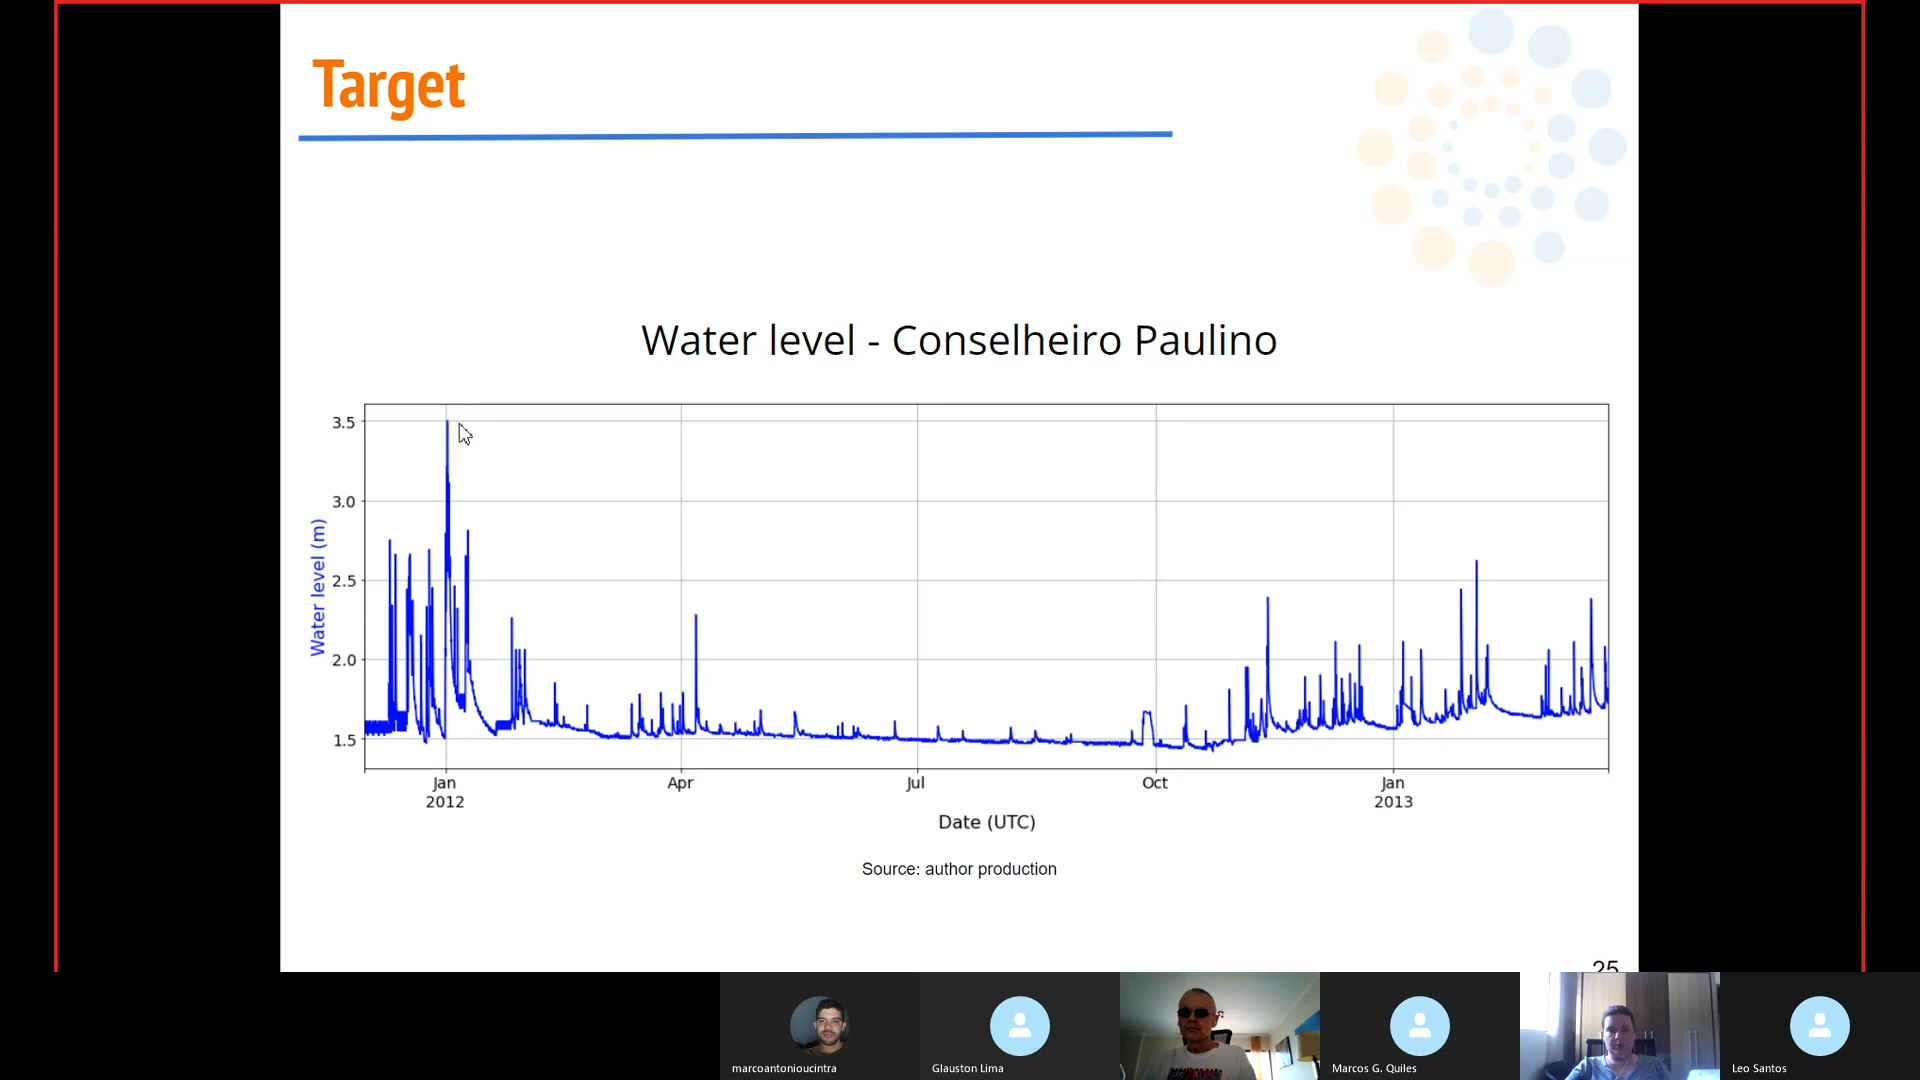 Target
Water level - Conselheiro Paulino
3.5
3.0
2.5
2.0
1.5
Water level (m)
Jan
2012
Apr
Jul
Oct
Jan
2013
Date (UTC)
Source: author production
25
marcoantonioucintra
Glauston Lima
Marcos G. Quiles
Leo Santos